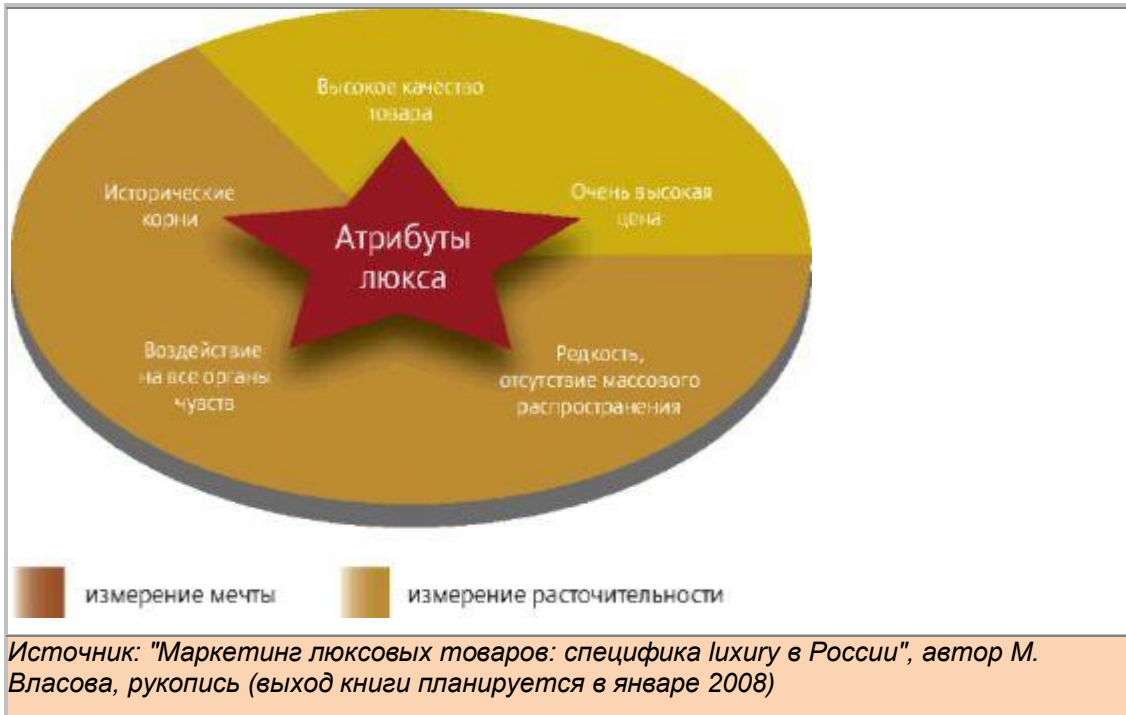 Высокое качество
товара
Исторические
корни
Очень высокая
цена
Атрибуты
люкса
Воздействие
на все органы
чувств
Редкость,
отсутствие массового
распространения
измерение мечты
измерение расточительности
Источник: "Маркетинг люксовых товаров: специфика luxury в России", автор М.
Власова, рукопись (выход книги планируется в январе 2008)